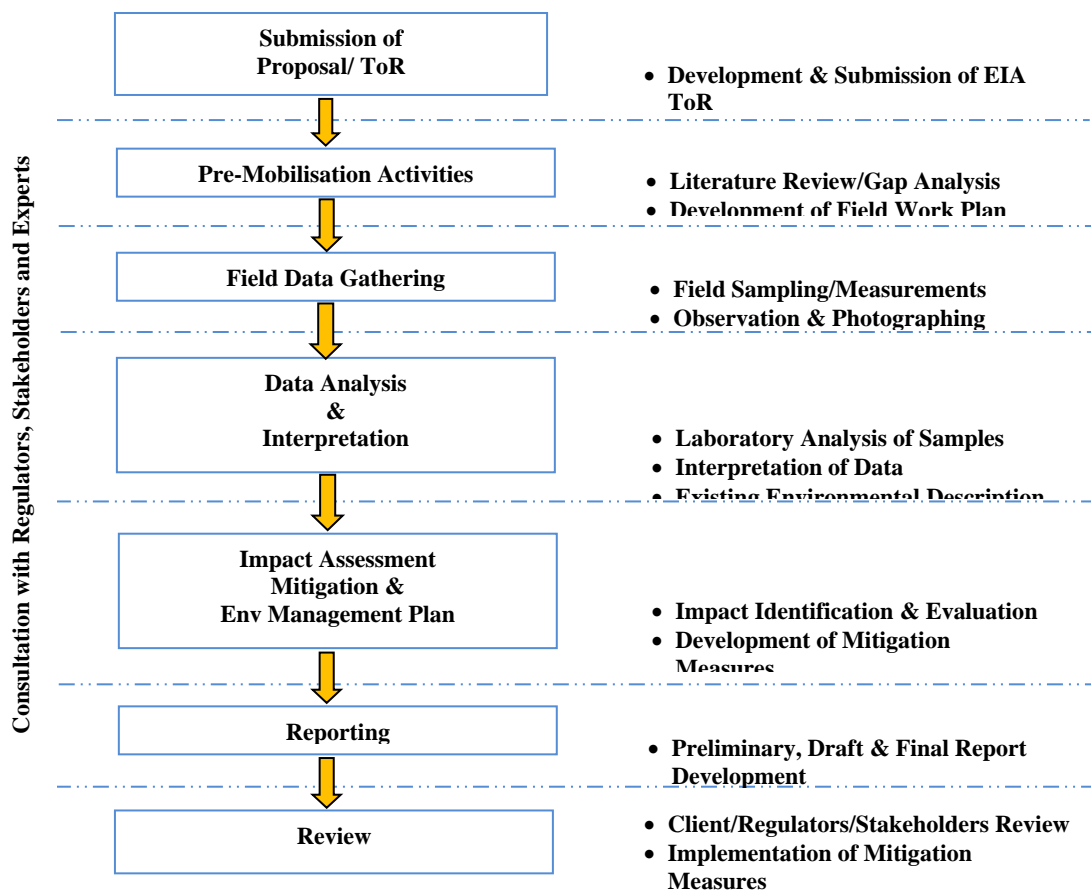 Submission of
Proposal/ ToR
• Development & Submission of EIA
ToR
Pre-Mobilisation Activities
• Literature Review/Gap Analysis
• Development of Field Work Plan
Field Data Gathering
• Field Sampling/Measurements
• Observation & Photographing
Data Analysis
&
Interpretation
• Laboratory Analysis of Samples
• Interpretation of Data
• Existing Environmental Description
Impact Assessment
Mitigation &
Env Management Plan
• Impact Identification & Evaluation
• Development of Mitigation
Measures
Reporting
• Preliminary, Draft & Final Report
Development
Review
• Client/Regulators/Stakeholders Review
• Implementation of Mitigation
Measures
Consultation with Regulators, Stakeholders and Experts